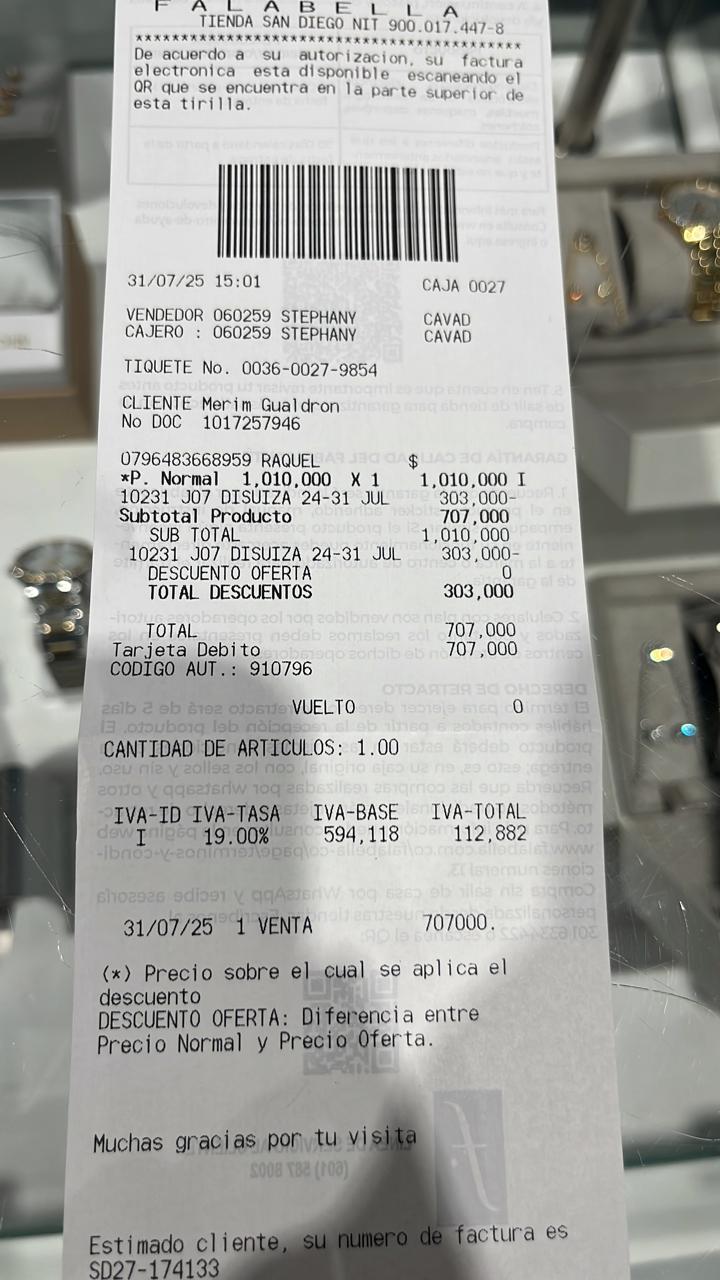 FALABELLA
TIENDA SAN DIEGO NIT 900.017.447-8
*****************************************
De acuerdo a su autorizacion, su factura
electronica esta disponible escaneando el
QR que se encuentra en la parte superior de
esta tirilla.
31/07/25 15:01 CAJA 0027
VENDEDOR 060259 STEPHANY CAVAD
CAJERO : 060259 STEPHANY CAVAD
TIQUETE No. 0036-0027-9854
CLIENTE Merim Gualdron
No DOC 1017257946
0796483668959 RAQUEL $
*P. Normal 1,010,000 X 1 1,010,000 I
10231 J07 DISUIZA 24-31 JUL 303,000-
Subtotal Producto 707,000
SUB TOTAL 1,010,000
10231 J07 DISUIZA 24-31 JUL 303,000-
DESCUENTO OFERTA 0
TOTAL DESCUENTOS 303,000
TOTAL 707,000
Tarjeta Debito 707,000
CODIGO AUT.: 910796
VUELTO 0
CANTIDAD DE ARTICULOS: 1.00
IVA-ID IVA-TASA IVA-BASE IVA-TOTAL
I 19.00% 594,118 112,882
31/07/25 1 VENTA 707000.
(*) Precio sobre el cual se aplica el
descuento
DESCUENTO OFERTA: Diferencia entre
Precio Normal y Precio Oferta.
Muchas gracias por tu visita
Estimado cliente, su numero de factura es
SD27-174133